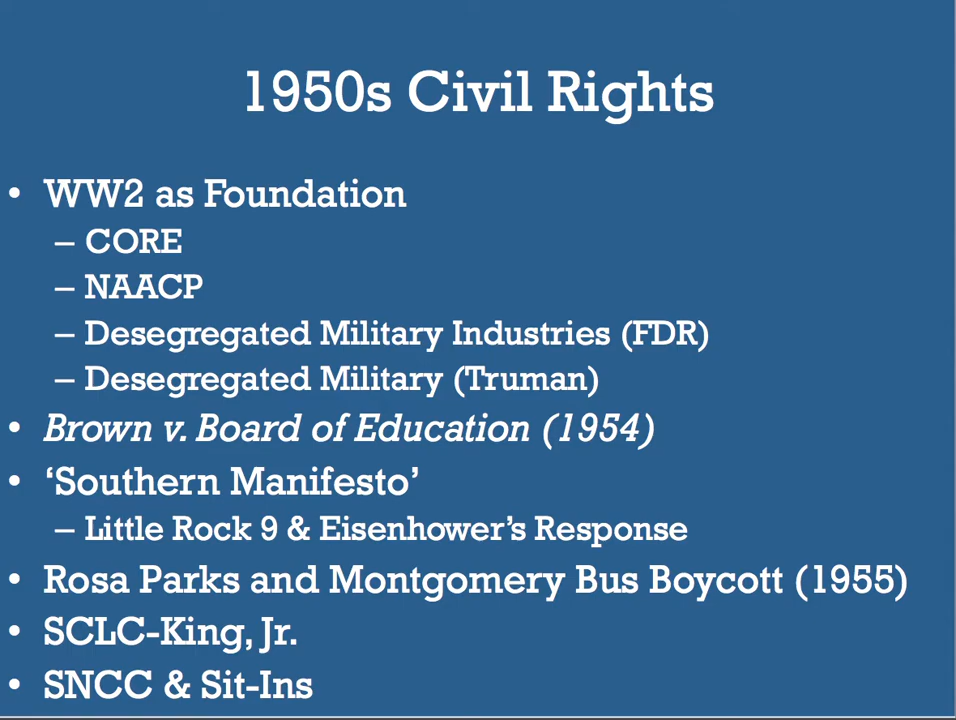 1950s Civil Rights
• WW2 as Foundation
– CORE
– NAACP
– Desegregated Military Industries (FDR)
– Desegregated Military (Truman)
• Brown v. Board of Education (1954)
• ‘Southern Manifesto’
– Little Rock 9 & Eisenhower’s Response
• Rosa Parks and Montgomery Bus Boycott (1955)
• SCLC-King, Jr.
• SNCC & Sit-Ins